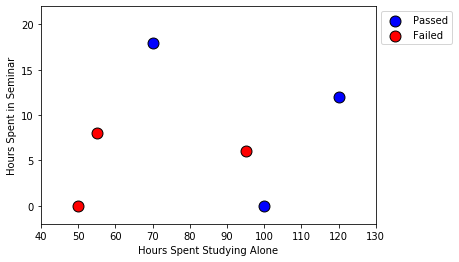 Passed
Failed
Hours Spent in Seminar
20
15
10
5
0
40 50 60 70 80 90 100 110 120 130
Hours Spent Studying Alone